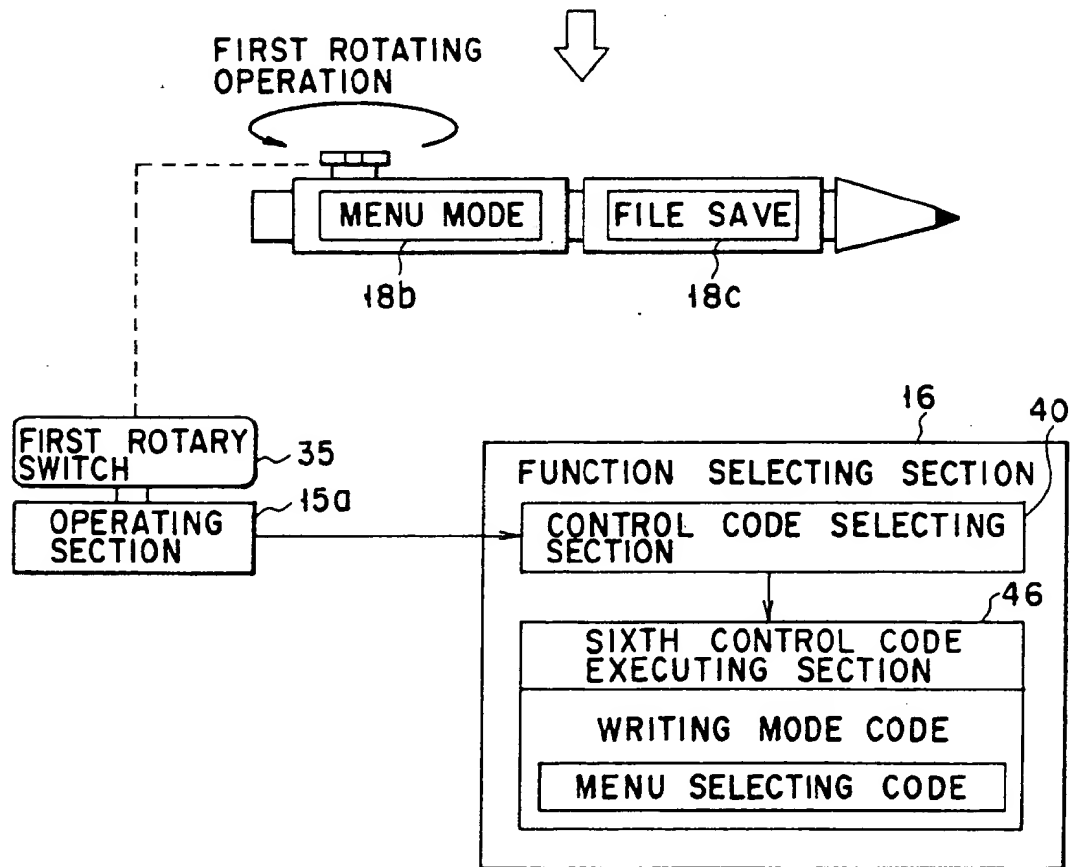 FIRST ROTATING
OPERATION
MENU MODE
FILE SAVE
18b
18c
FIRST ROTARY
SWITCH
35
OPERATING
SECTION
15a
16
40
FUNCTION SELECTING SECTION
CONTROL CODE SELECTING
SECTION
46
SIXTH CONTROL CODE
EXECUTING SECTION
WRITING MODE CODE
MENU SELECTING CODE